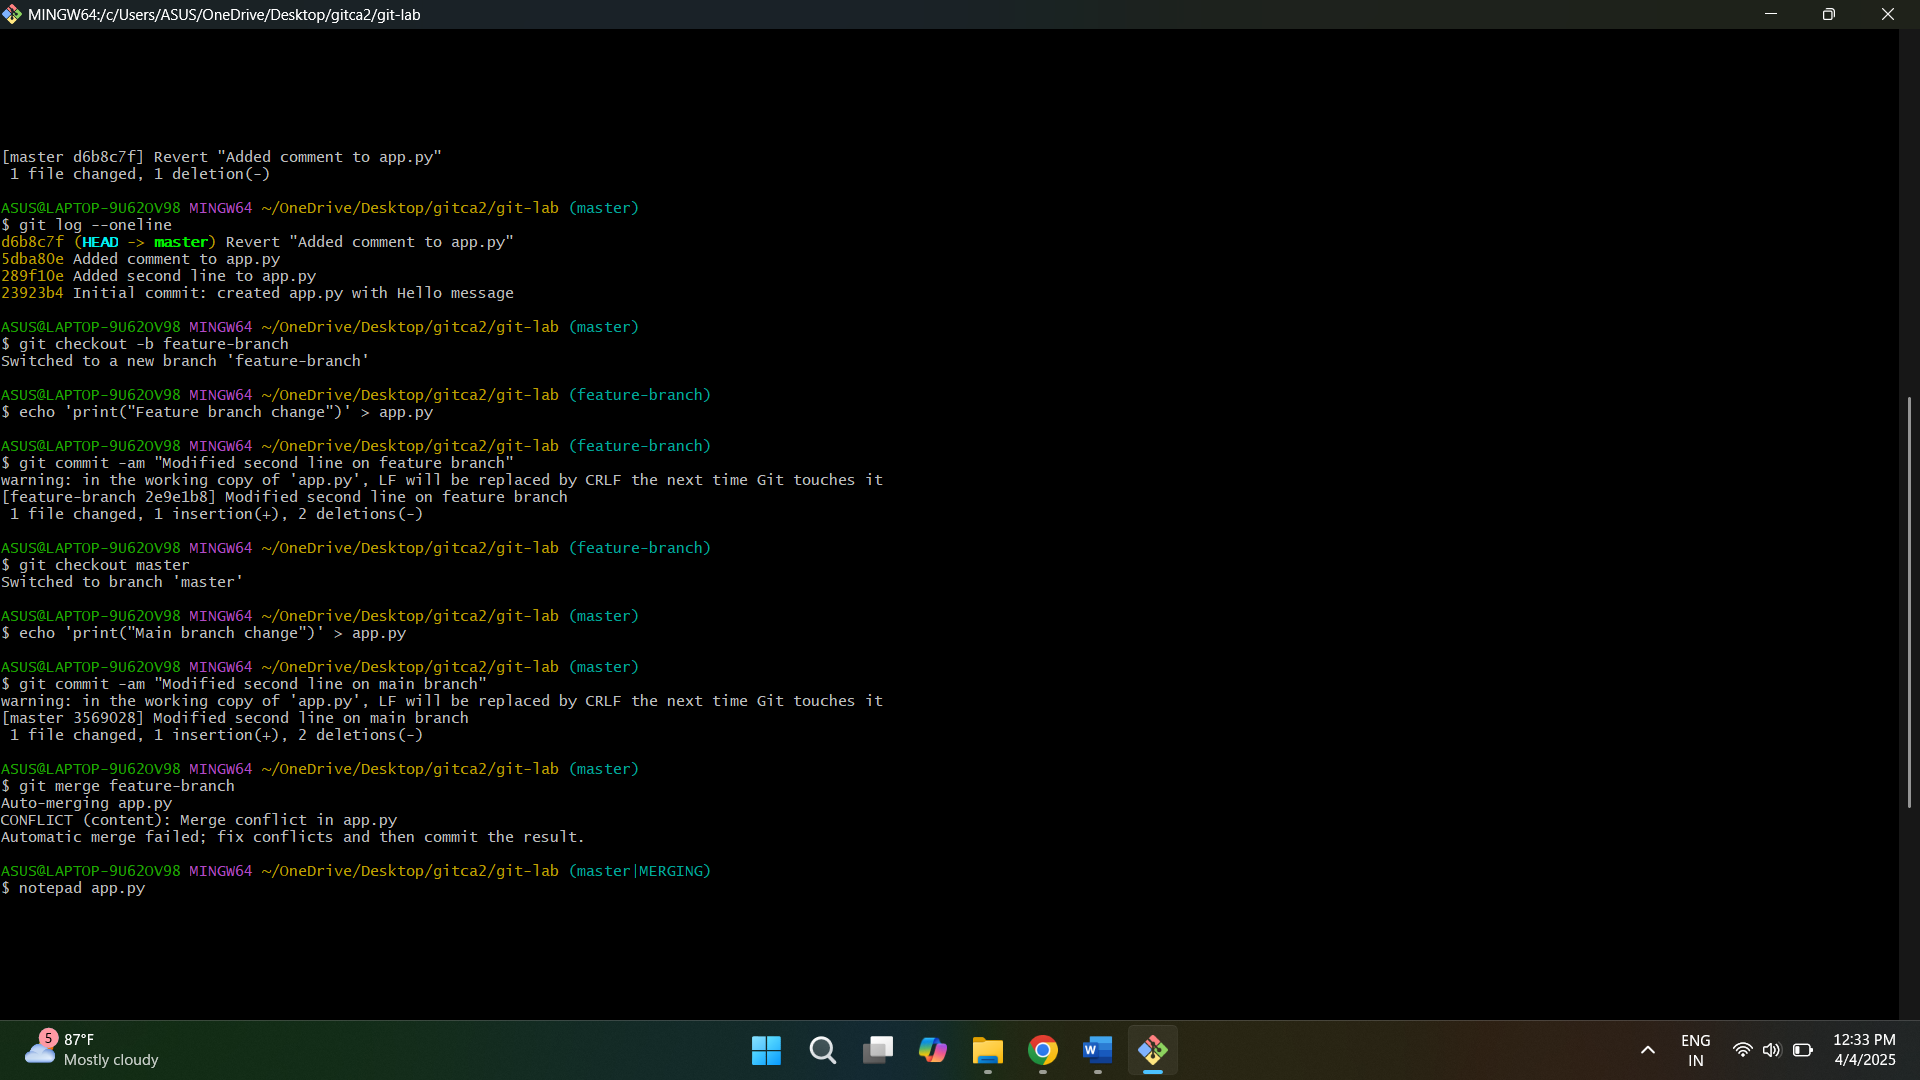 MINGW64:/c/Users/ASUS/OneDrive/Desktop/gitca2/git-lab
[master d6b8c7f] Revert "Added comment to app.py"
 1 file changed, 1 deletion(-)
ASUS@LAPTOP-9U62OV98 MINGW64 ~/OneDrive/Desktop/gitca2/git-lab (master)
$ git log --oneline
d6b8c7f (HEAD -> master) Revert "Added comment to app.py"
5dba80e Added comment to app.py
289f10e Added second line to app.py
23923b4 Initial commit: created app.py with Hello message
ASUS@LAPTOP-9U62OV98 MINGW64 ~/OneDrive/Desktop/gitca2/git-lab (master)
$ git checkout -b feature-branch
Switched to a new branch 'feature-branch'
ASUS@LAPTOP-9U62OV98 MINGW64 ~/OneDrive/Desktop/gitca2/git-lab (feature-branch)
$ echo 'print("Feature branch change")' > app.py
ASUS@LAPTOP-9U62OV98 MINGW64 ~/OneDrive/Desktop/gitca2/git-lab (feature-branch)
$ git commit -am "Modified second line on feature branch"
warning: in the working copy of 'app.py', LF will be replaced by CRLF the next time Git touches it
[feature-branch 2e9e1b8] Modified second line on feature branch
 1 file changed, 1 insertion(+), 2 deletions(-)
ASUS@LAPTOP-9U62OV98 MINGW64 ~/OneDrive/Desktop/gitca2/git-lab (feature-branch)
$ git checkout master
Switched to branch 'master'
ASUS@LAPTOP-9U62OV98 MINGW64 ~/OneDrive/Desktop/gitca2/git-lab (master)
$ echo 'print("Main branch change")' > app.py
ASUS@LAPTOP-9U62OV98 MINGW64 ~/OneDrive/Desktop/gitca2/git-lab (master)
$ git commit -am "Modified second line on main branch"
warning: in the working copy of 'app.py', LF will be replaced by CRLF the next time Git touches it
[master 3569028] Modified second line on main branch
 1 file changed, 1 insertion(+), 2 deletions(-)
ASUS@LAPTOP-9U62OV98 MINGW64 ~/OneDrive/Desktop/gitca2/git-lab (master)
$ git merge feature-branch
Auto-merging app.py
CONFLICT (content): Merge conflict in app.py
Automatic merge failed; fix conflicts and then commit the result.
ASUS@LAPTOP-9U62OV98 MINGW64 ~/OneDrive/Desktop/gitca2/git-lab (master|MERGING)
$ notepad app.py
5
87°F
Mostly cloudy
W
ENG
IN
12:33 PM
4/4/2025